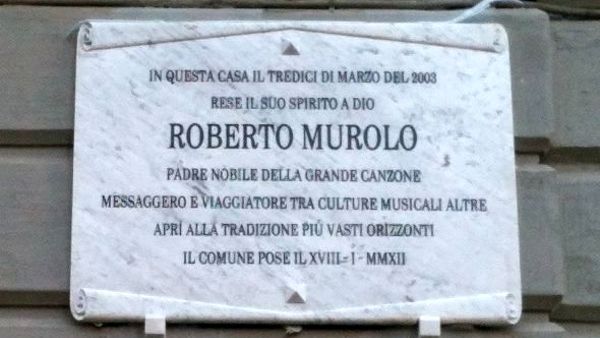 IN QUESTA CASA IL TREDICI DI MARZO DEL 2003
RESE IL SUO SPIRITO A DIO
ROBERTO MUROLO
PADRE NOBILE DELLA GRANDE CANZONE
MESSAGGERO E VIAGGIATORE TRA CULTURE MUSICALI ALTRE
APRÌ ALLA TRADIZIONE PIÙ VASTI ORIZZONTI
IL COMUNE POSE IL XVIII - I - MMXII